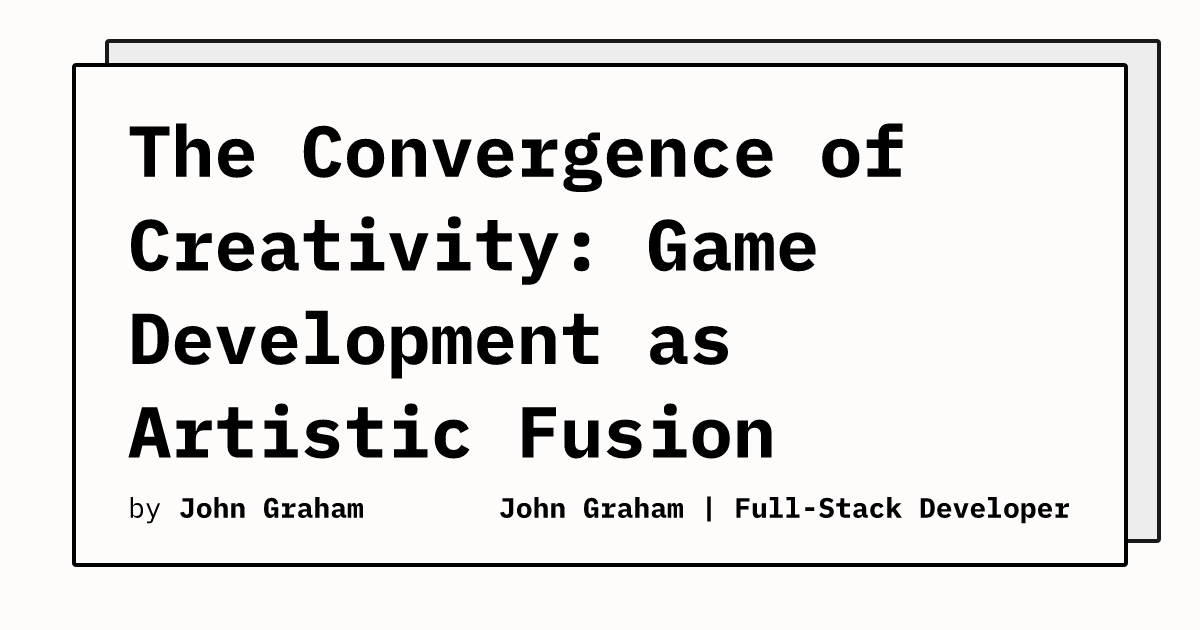 The Convergence of
Creativity: Game
Development as
Artistic Fusion
by John Graham John Graham | Full-Stack Developer